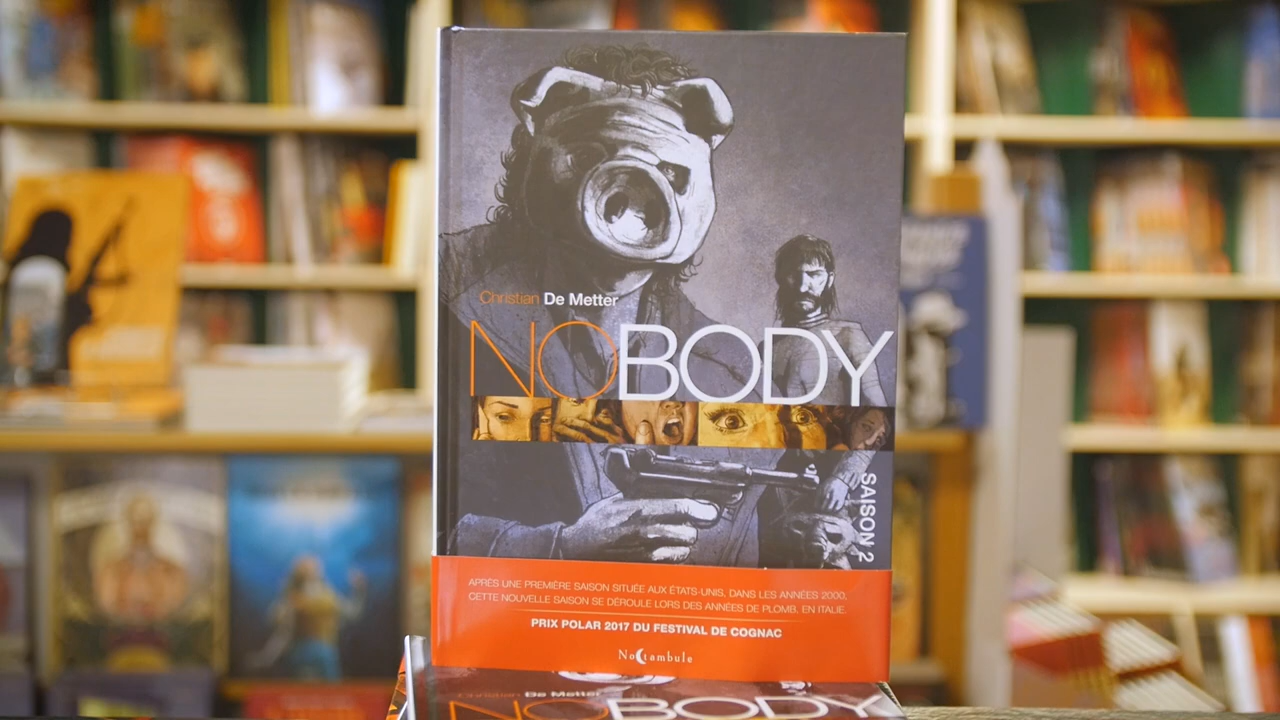 Christian De Metter
NOBODY
SAISON 2
APRÈS UNE PREMIÈRE SAISON SITUÉE AUX ÉTATS-UNIS, DANS LES ANNÉES 2000,
CETTE NOUVELLE SAISON SE DÉROULE LORS DES ANNÉES DE PLOMB, EN ITALIE.
PRIX POLAR 2017 DU FESTIVAL DE COGNAC
Noctambule
Christian De Metter
NOBODY